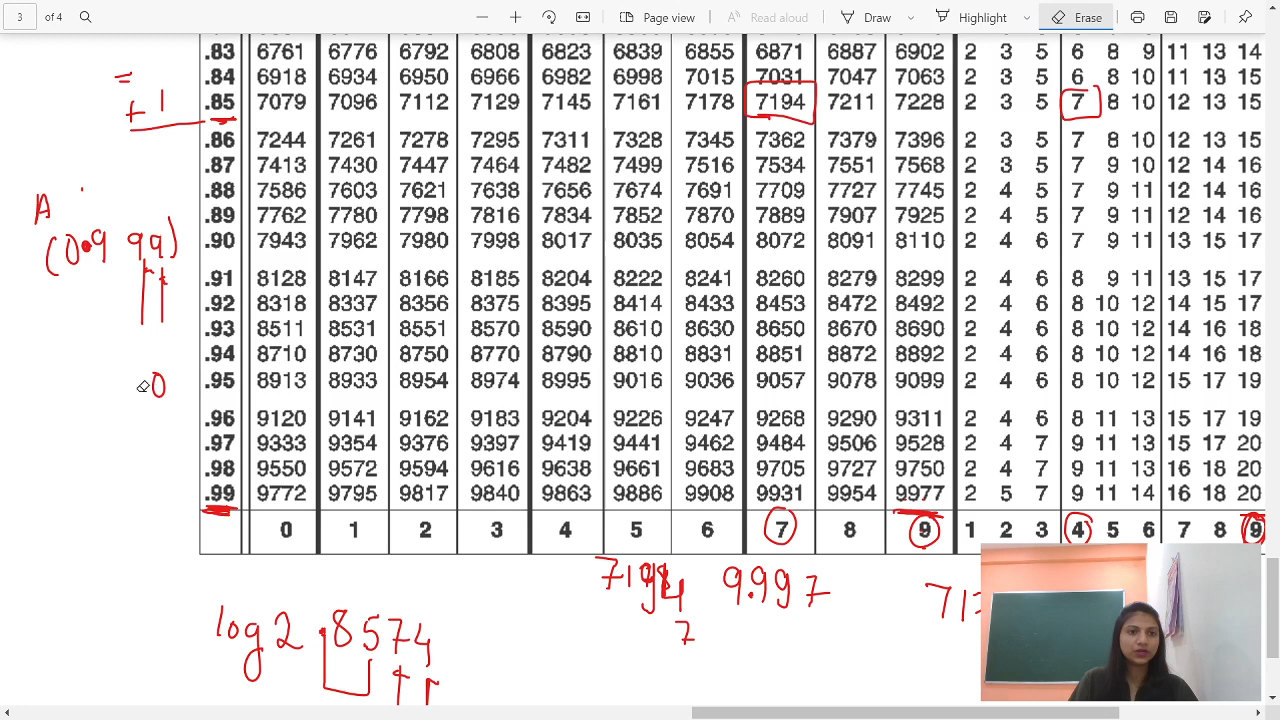 3 of 4 Page view Read aloud Draw Highlight Erase
.83 6761 6776 6792 6808 6823 6839 6855 6871 6887 6902 2 3 5 6 8 9 11 13 14
= .84 6918 6934 6950 6966 6982 6998 7015 7031 7047 7063 2 3 5 6 8 10 11 13 15
+ 1 .85 7079 7096 7112 7129 7145 7161 7178 7194 7211 7228 2 3 5 7 8 10 12 13 15
.86 7244 7261 7278 7295 7311 7328 7345 7362 7379 7396 2 3 5 7 8 10 12 13 15
.87 7413 7430 7447 7464 7482 7499 7516 7534 7551 7568 2 3 5 7 9 10 12 14 16
.88 7586 7603 7621 7638 7656 7674 7691 7709 7727 7745 2 4 5 7 9 11 12 14 16
A .89 7762 7780 7798 7816 7834 7852 7870 7889 7907 7925 2 4 5 7 9 11 12 14 16
(0.9 99) .90 7943 7962 7980 7998 8017 8035 8054 8072 8091 8110 2 4 6 7 9 11 13 15 17
.91 8128 8147 8166 8185 8204 8222 8241 8260 8279 8299 2 4 6 8 9 11 13 15 17
.92 8318 8337 8356 8375 8395 8414 8433 8453 8472 8492 2 4 6 8 10 12 14 15 17
.93 8511 8531 8551 8570 8590 8610 8630 8650 8670 8690 2 4 6 8 10 12 14 16 18
.94 8710 8730 8750 8770 8790 8810 8831 8851 8872 8892 2 4 6 8 10 12 14 16 18
0 .95 8913 8933 8954 8974 8995 9016 9036 9057 9078 9099 2 4 6 8 10 12 15 17 19
.96 9120 9141 9162 9183 9204 9226 9247 9268 9290 9311 2 4 6 8 11 13 15 17 19
.97 9333 9354 9376 9397 9419 9441 9462 9484 9506 9528 2 4 7 9 11 13 15 17 20
.98 9550 9572 9594 9616 9638 9661 9683 9705 9727 9750 2 4 7 9 11 13 16 18 20
.99 9772 9795 9817 9840 9863 9886 9908 9931 9954 9977 2 5 7 9 11 14 16 18 20
0 1 2 3 4 5 6 7 8 9 1 2 3 4 5 6 7 8 9
9.997
7
log 2.8574